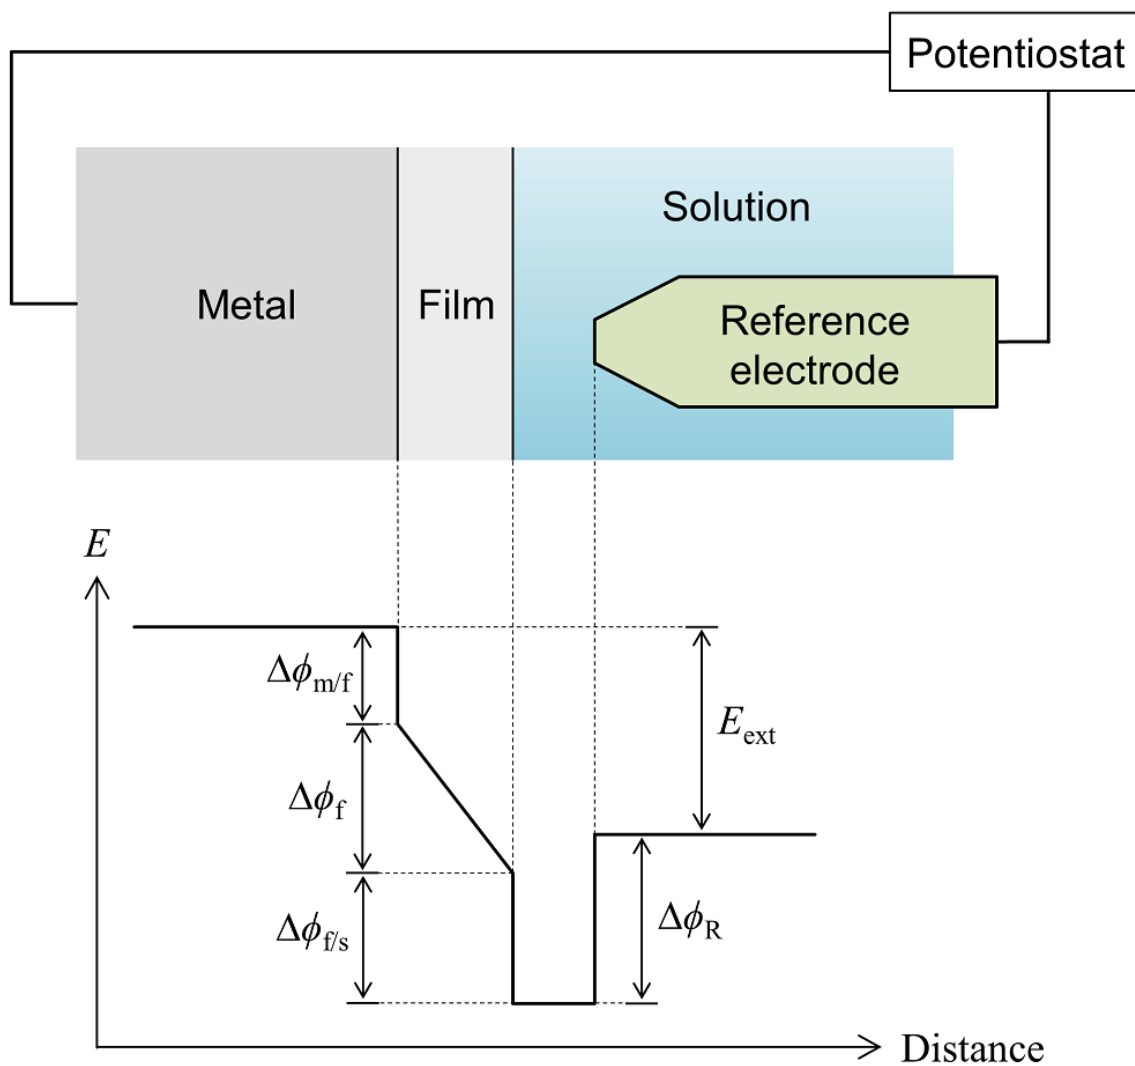 Potentiostat
Solution
Metal
Film
Reference
electrode
E
Δϕm/f
Eext
Δϕf
Δϕf/s
ΔϕR
Distance